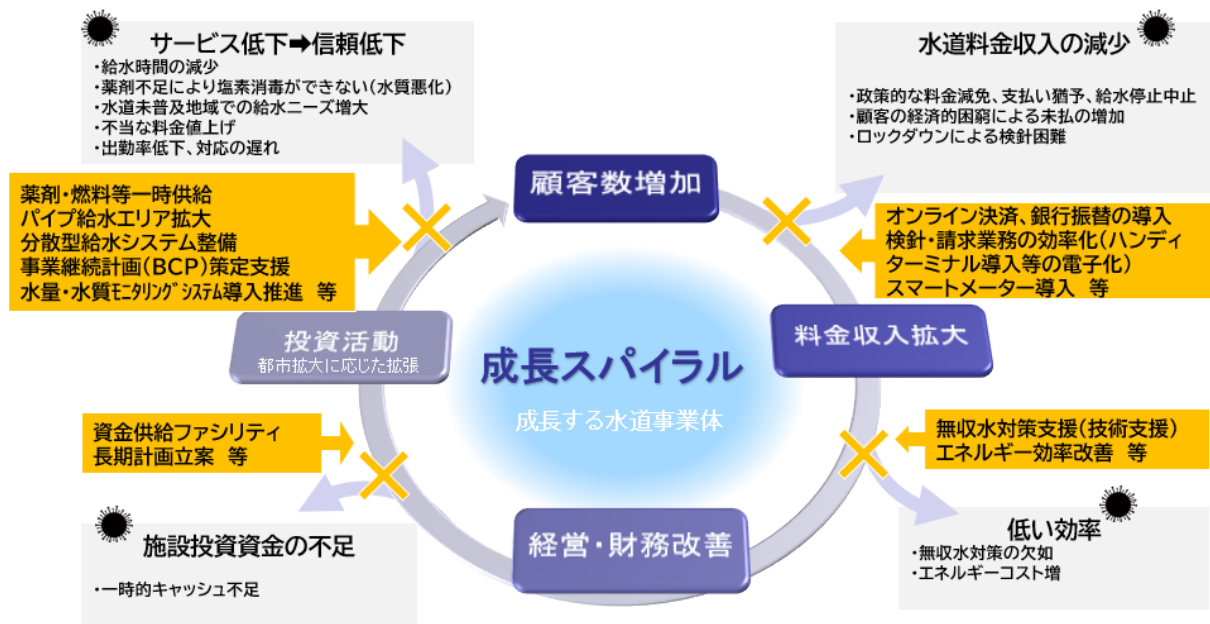 サービス低下➡信頼低下
・給水時間の減少
・薬剤不足により塩素消毒ができない(水質悪化)
・水道未普及地域での給水ニーズ増大
・不当な料金値上げ
・出勤率低下、対応の遅れ
水道料金収入の減少
・政策的な料金減免、支払い猶予、給水停止中止
・顧客の経済的困窮による未払の増加
・ロックダウンによる検針困難
薬剤・燃料等一時供給
パイプ給水エリア拡大
分散型給水システム整備
事業継続計画(BCP)策定支援
水量・水質ﾓﾆﾀﾘﾝｸﾞｼｽﾃﾑ導入推進 等
顧客数増加
オンライン決済、銀行振替の導入
検針・請求業務の効率化(ハンディ
ターミナル導入等の電子化)
スマートメーター導入 等
投資活動
都市拡大に応じた拡張
料金収入拡大
成長スパイラル
成長する水道事業体
資金供給ファシリティ
長期計画立案 等
無収水対策支援(技術支援)
エネルギー効率改善 等
施設投資資金の不足
・一時的キャッシュ不足
経営・財務改善
低い効率
・無収水対策の欠如
・エネルギーコスト増